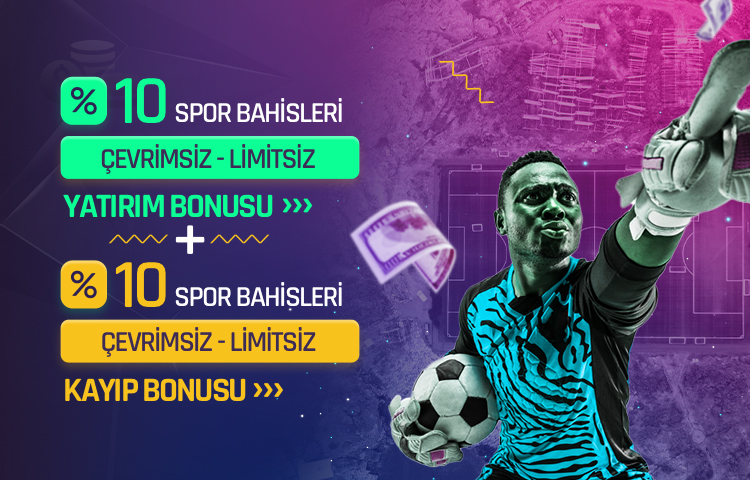 % 10 SPOR BAHİSLERİ
ÇEVRİMSİZ - LİMİTSİZ
YATIRIM BONUSU >>>
+
% 10 SPOR BAHİSLERİ
ÇEVRİMSİZ - LİMİTSİZ
KAYIP BONUSU >>>